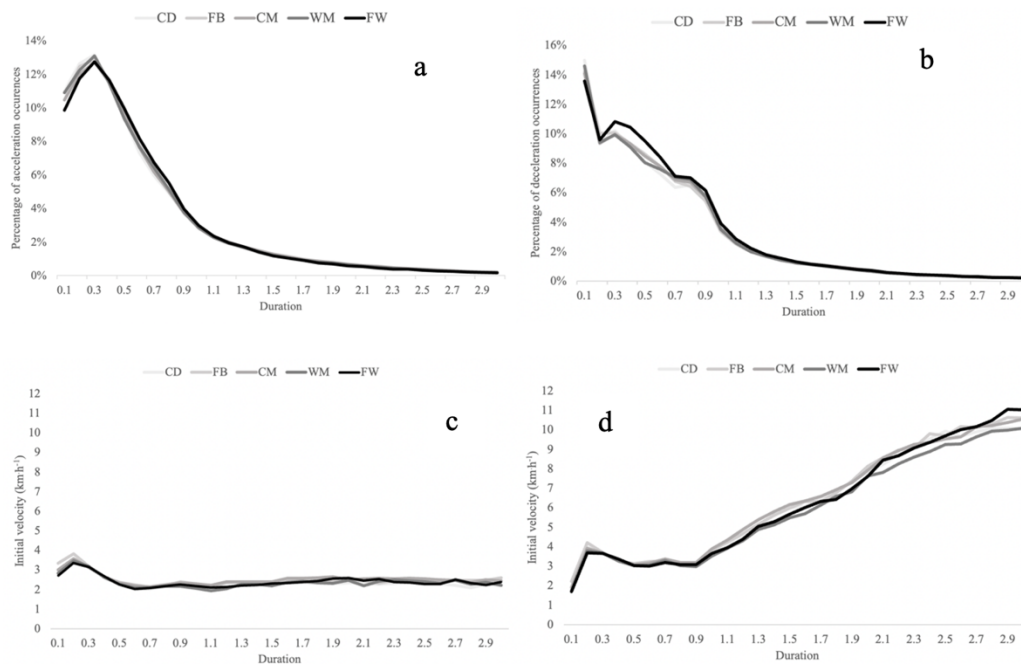 CD FB CM WM FW
a
Percentage of acceleration occurences
14%
12%
10%
8%
6%
4%
2%
0%
0.1 0.3 0.5 0.7 0.9 1.1 1.3 1.5 1.7 1.9 2.1 2.3 2.5 2.7 2.9
Duration
CD FB CM WM FW
b
Percentage of deceleration occurrences
16%
14%
12%
10%
8%
6%
4%
2%
0%
0.1 0.3 0.5 0.7 0.9 1.1 1.3 1.5 1.7 1.9 2.1 2.3 2.5 2.7 2.9
Duration
CD FB CM WM FW
c
Initial velocity (km·h⁻¹)
12
11
10
9
8
7
6
5
4
3
2
1
0
0.1 0.3 0.5 0.7 0.9 1.1 1.3 1.5 1.7 1.9 2.1 2.3 2.5 2.7 2.9
Duration
CD FB CM WM FW
d
Initial velocity (km·h⁻¹)
12
11
10
9
8
7
6
5
4
3
2
1
0
0.1 0.3 0.5 0.7 0.9 1.1 1.3 1.5 1.7 1.9 2.1 2.3 2.5 2.7 2.9
Duration